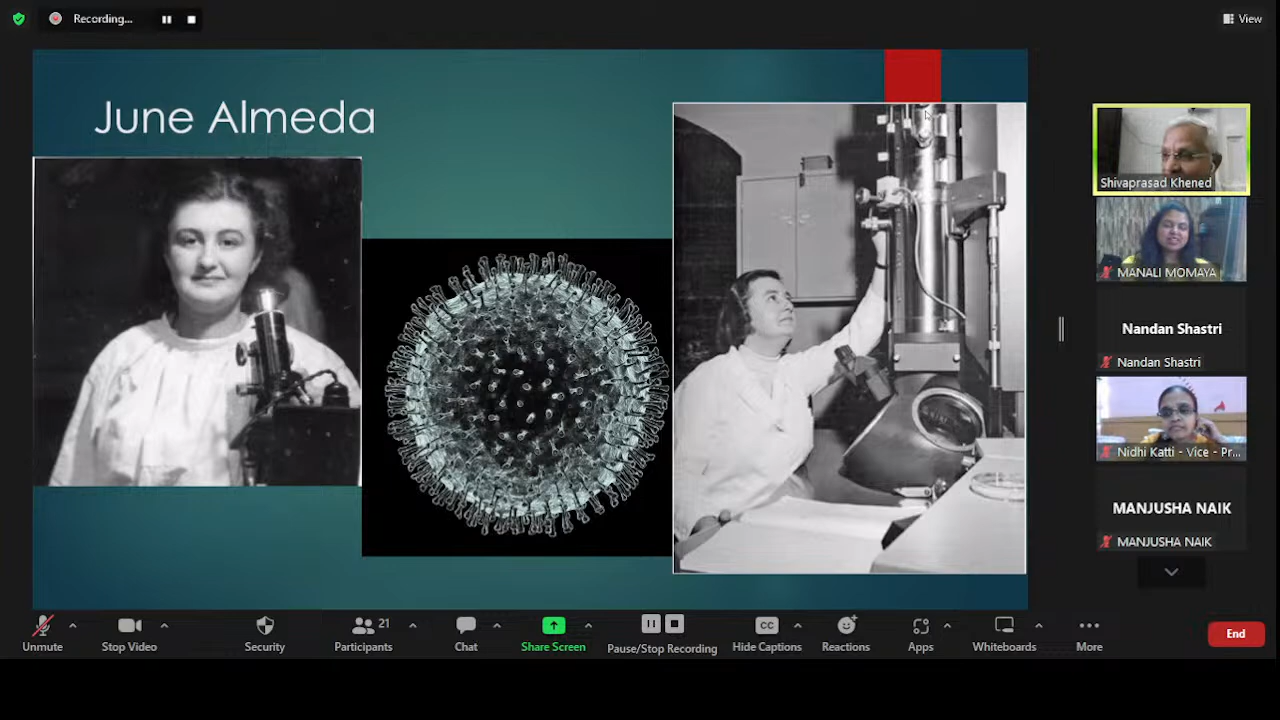 Recording...
View
June Almeda
Shivaprasad Khened
MANALI MOMAYA
Nandan Shastri
Nandan Shastri
Nidhi Katti - Vice - Pr...
MANJUSHA NAIK
MANJUSHA NAIK
21
CC
Unmute
Stop Video
Security
Participants
Chat
Share Screen
Pause/Stop Recording
Hide Captions
Reactions
Apps
Whiteboards
More
End